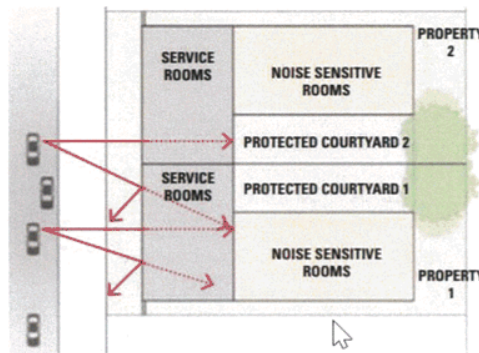 PROPERTY
2
SERVICE
ROOMS
NOISE SENSITIVE
ROOMS
PROTECTED COURTYARD 2
SERVICE
ROOMS
PROTECTED COURTYARD 1
NOISE SENSITIVE
ROOMS
PROPERTY
1